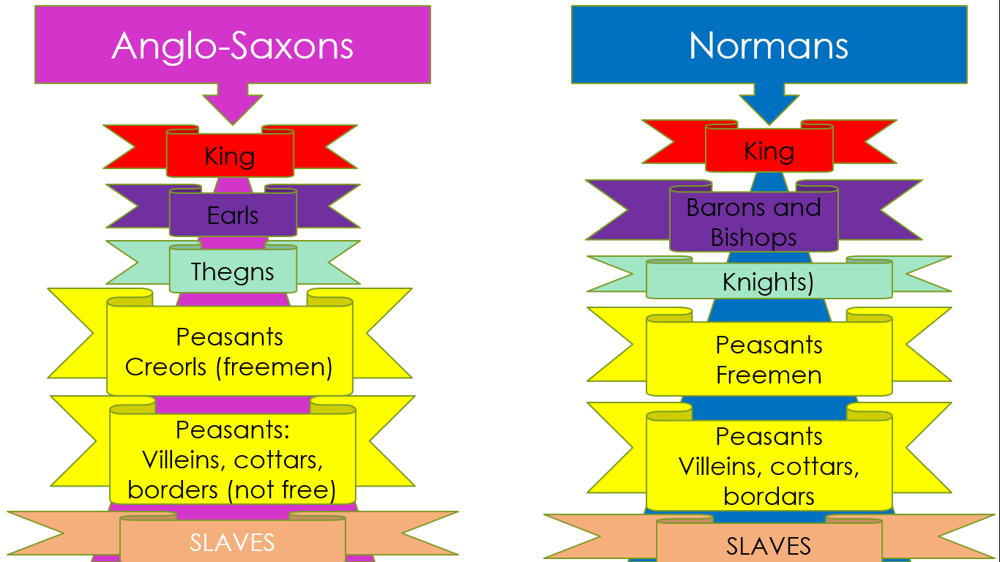 Anglo-Saxons
King
Earls
Thegns
Peasants
Creorls (freemen)
Peasants:
Villeins, cottars,
borders (not free)
SLAVES
Normans
King
Barons and
Bishops
Knights)
Peasants
Freemen
Peasants
Villeins, cottars,
bordars
SLAVES